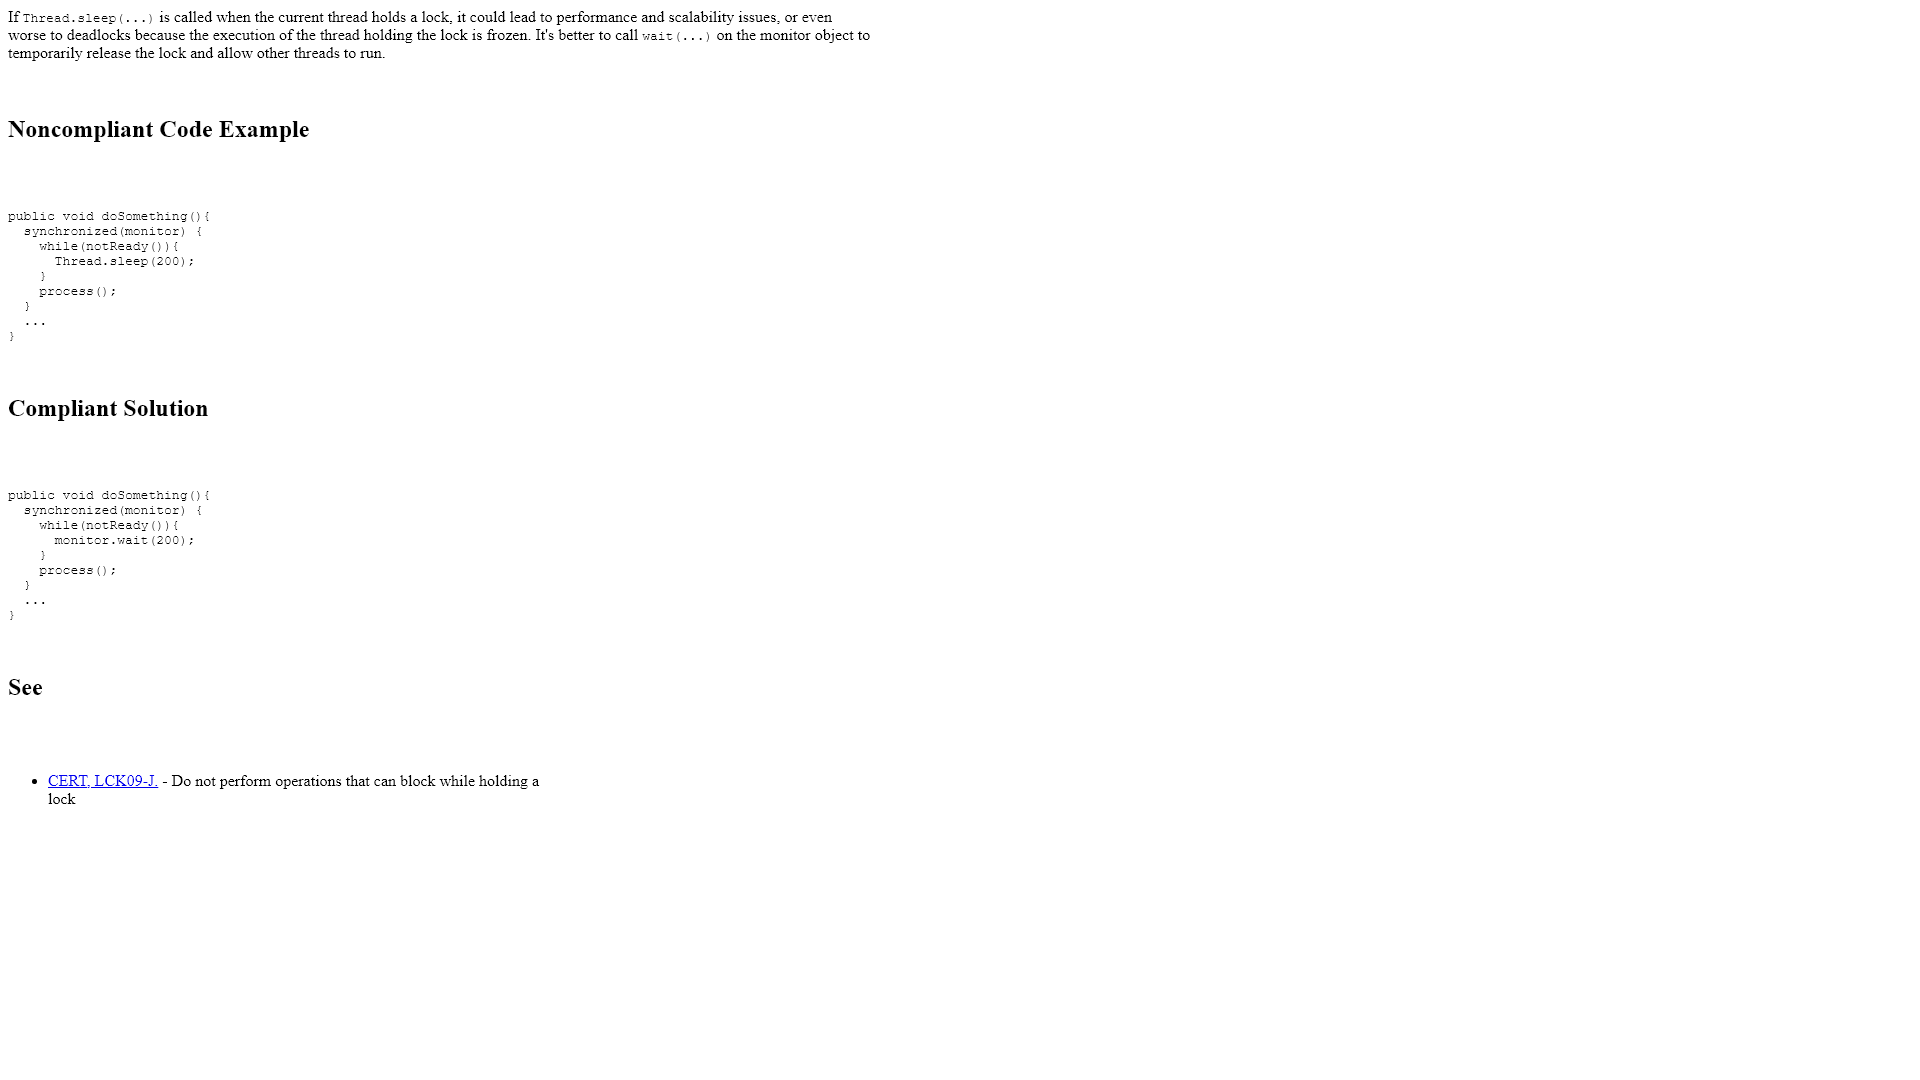 If Thread.sleep(...) is called when the current thread holds a lock, it could lead to performance and scalability issues, or even
worse to deadlocks because the execution of the thread holding the lock is frozen. It's better to call wait(...) on the monitor object to
temporarily release the lock and allow other threads to run.
Noncompliant Code Example
public void doSomething(){
  synchronized(monitor) {
    while(notReady()){
      Thread.sleep(200);
    }
    process();
  }
  ...
}
Compliant Solution
public void doSomething(){
  synchronized(monitor) {
    while(notReady()){
      monitor.wait(200);
    }
    process();
  }
  ...
}
See
• CERT, LCK09-J. - Do not perform operations that can block while holding a
lock